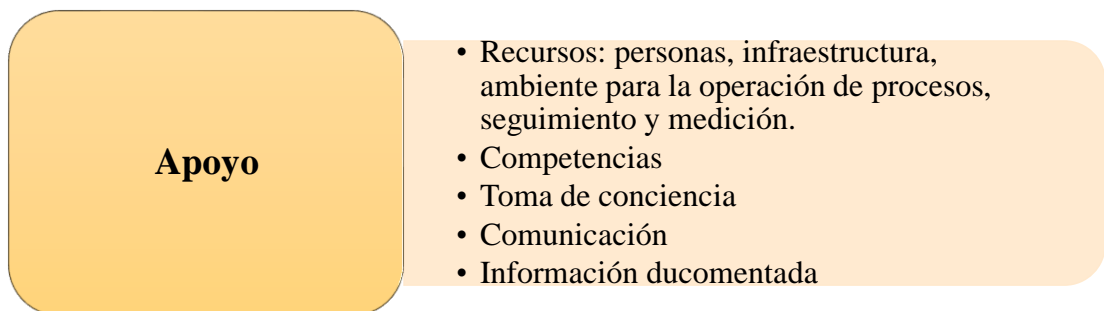 Apoyo
• Recursos: personas, infraestructura,
ambiente para la operación de procesos,
seguimiento y medición.
• Competencias
• Toma de conciencia
• Comunicación
• Información ducomentada